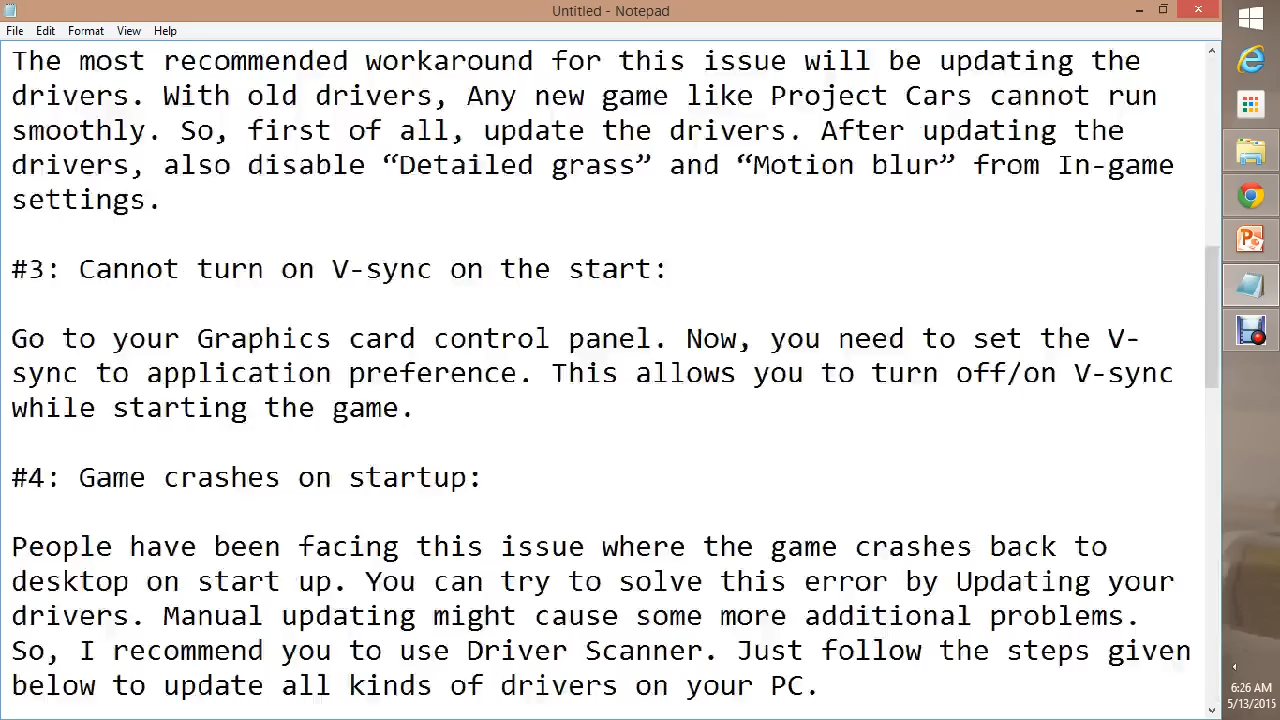 Untitled - Notepad
File Edit Format View Help
The most recommended workaround for this issue will be updating the
drivers. With old drivers, Any new game like Project Cars cannot run
smoothly. So, first of all, update the drivers. After updating the
drivers, also disable “Detailed grass” and “Motion blur” from In-game
settings.
#3: Cannot turn on V-sync on the start:
Go to your Graphics card control panel. Now, you need to set the V-
sync to application preference. This allows you to turn off/on V-sync
while starting the game.
#4: Game crashes on startup:
People have been facing this issue where the game crashes back to
desktop on start up. You can try to solve this error by Updating your
drivers. Manual updating might cause some more additional problems.
So, I recommend you to use Driver Scanner. Just follow the steps given
below to update all kinds of drivers on your PC.
6:26 AM
5/13/2015